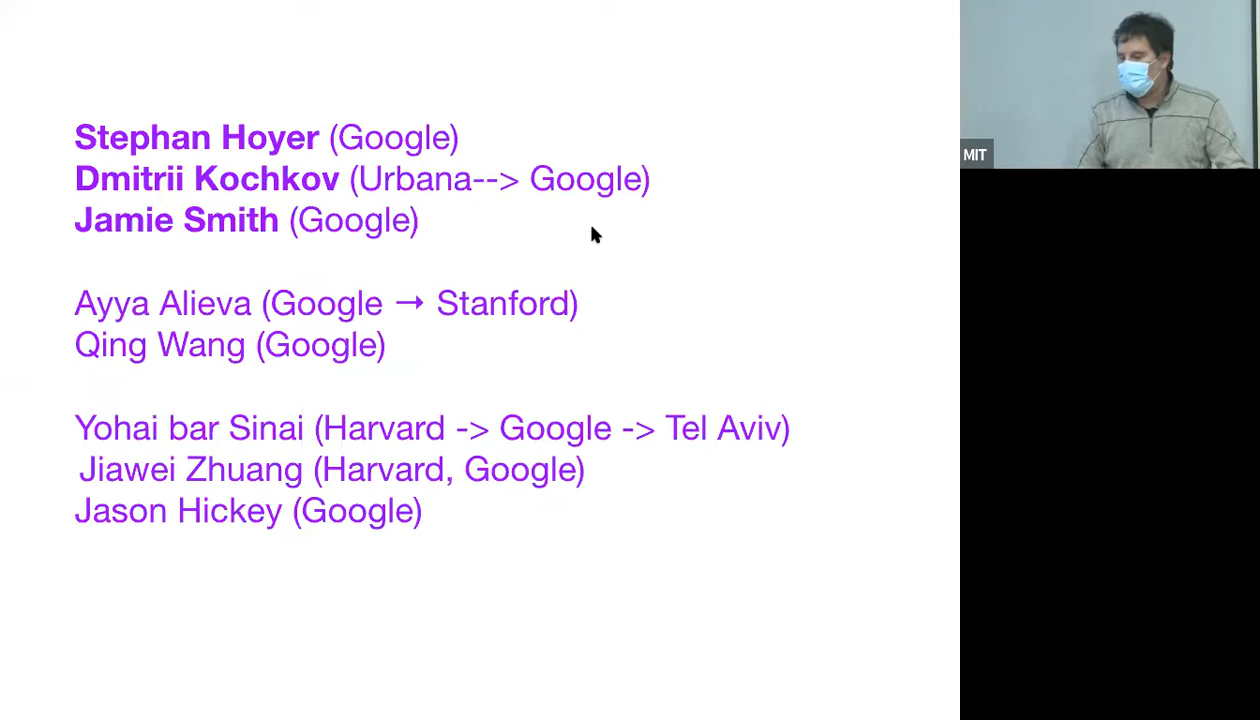 Stephan Hoyer (Google)
Dmitrii Kochkov (Urbana--> Google)
Jamie Smith (Google)
Ayya Alieva (Google → Stanford)
Qing Wang (Google)
Yohai bar Sinai (Harvard -> Google -> Tel Aviv)
Jiawei Zhuang (Harvard, Google)
Jason Hickey (Google)
MIT